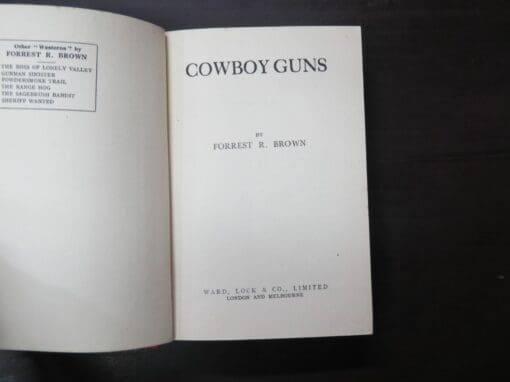 Other "Westerns" by
FORREST R. BROWN
THE BOSS OF LONELY VALLEY
GUNMAN SINISTER
POWDERSMOKE TRAIL
THE RANGE HOG
THE SAGEBRUSH BANDIT
SHERIFF WANTED
COWBOY GUNS
BY
FORREST R. BROWN
WARD, LOCK & CO., LIMITED
LONDON AND MELBOURNE